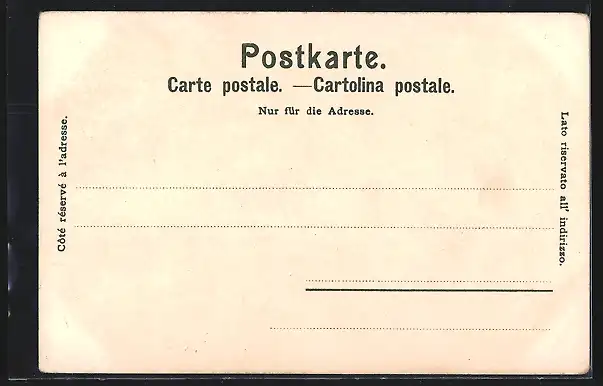 Postkarte.
Carte postale. — Cartolina postale.
Nur für die Adresse.
Côté réservé à l'adresse.
Lato riservato all' indirizzo.